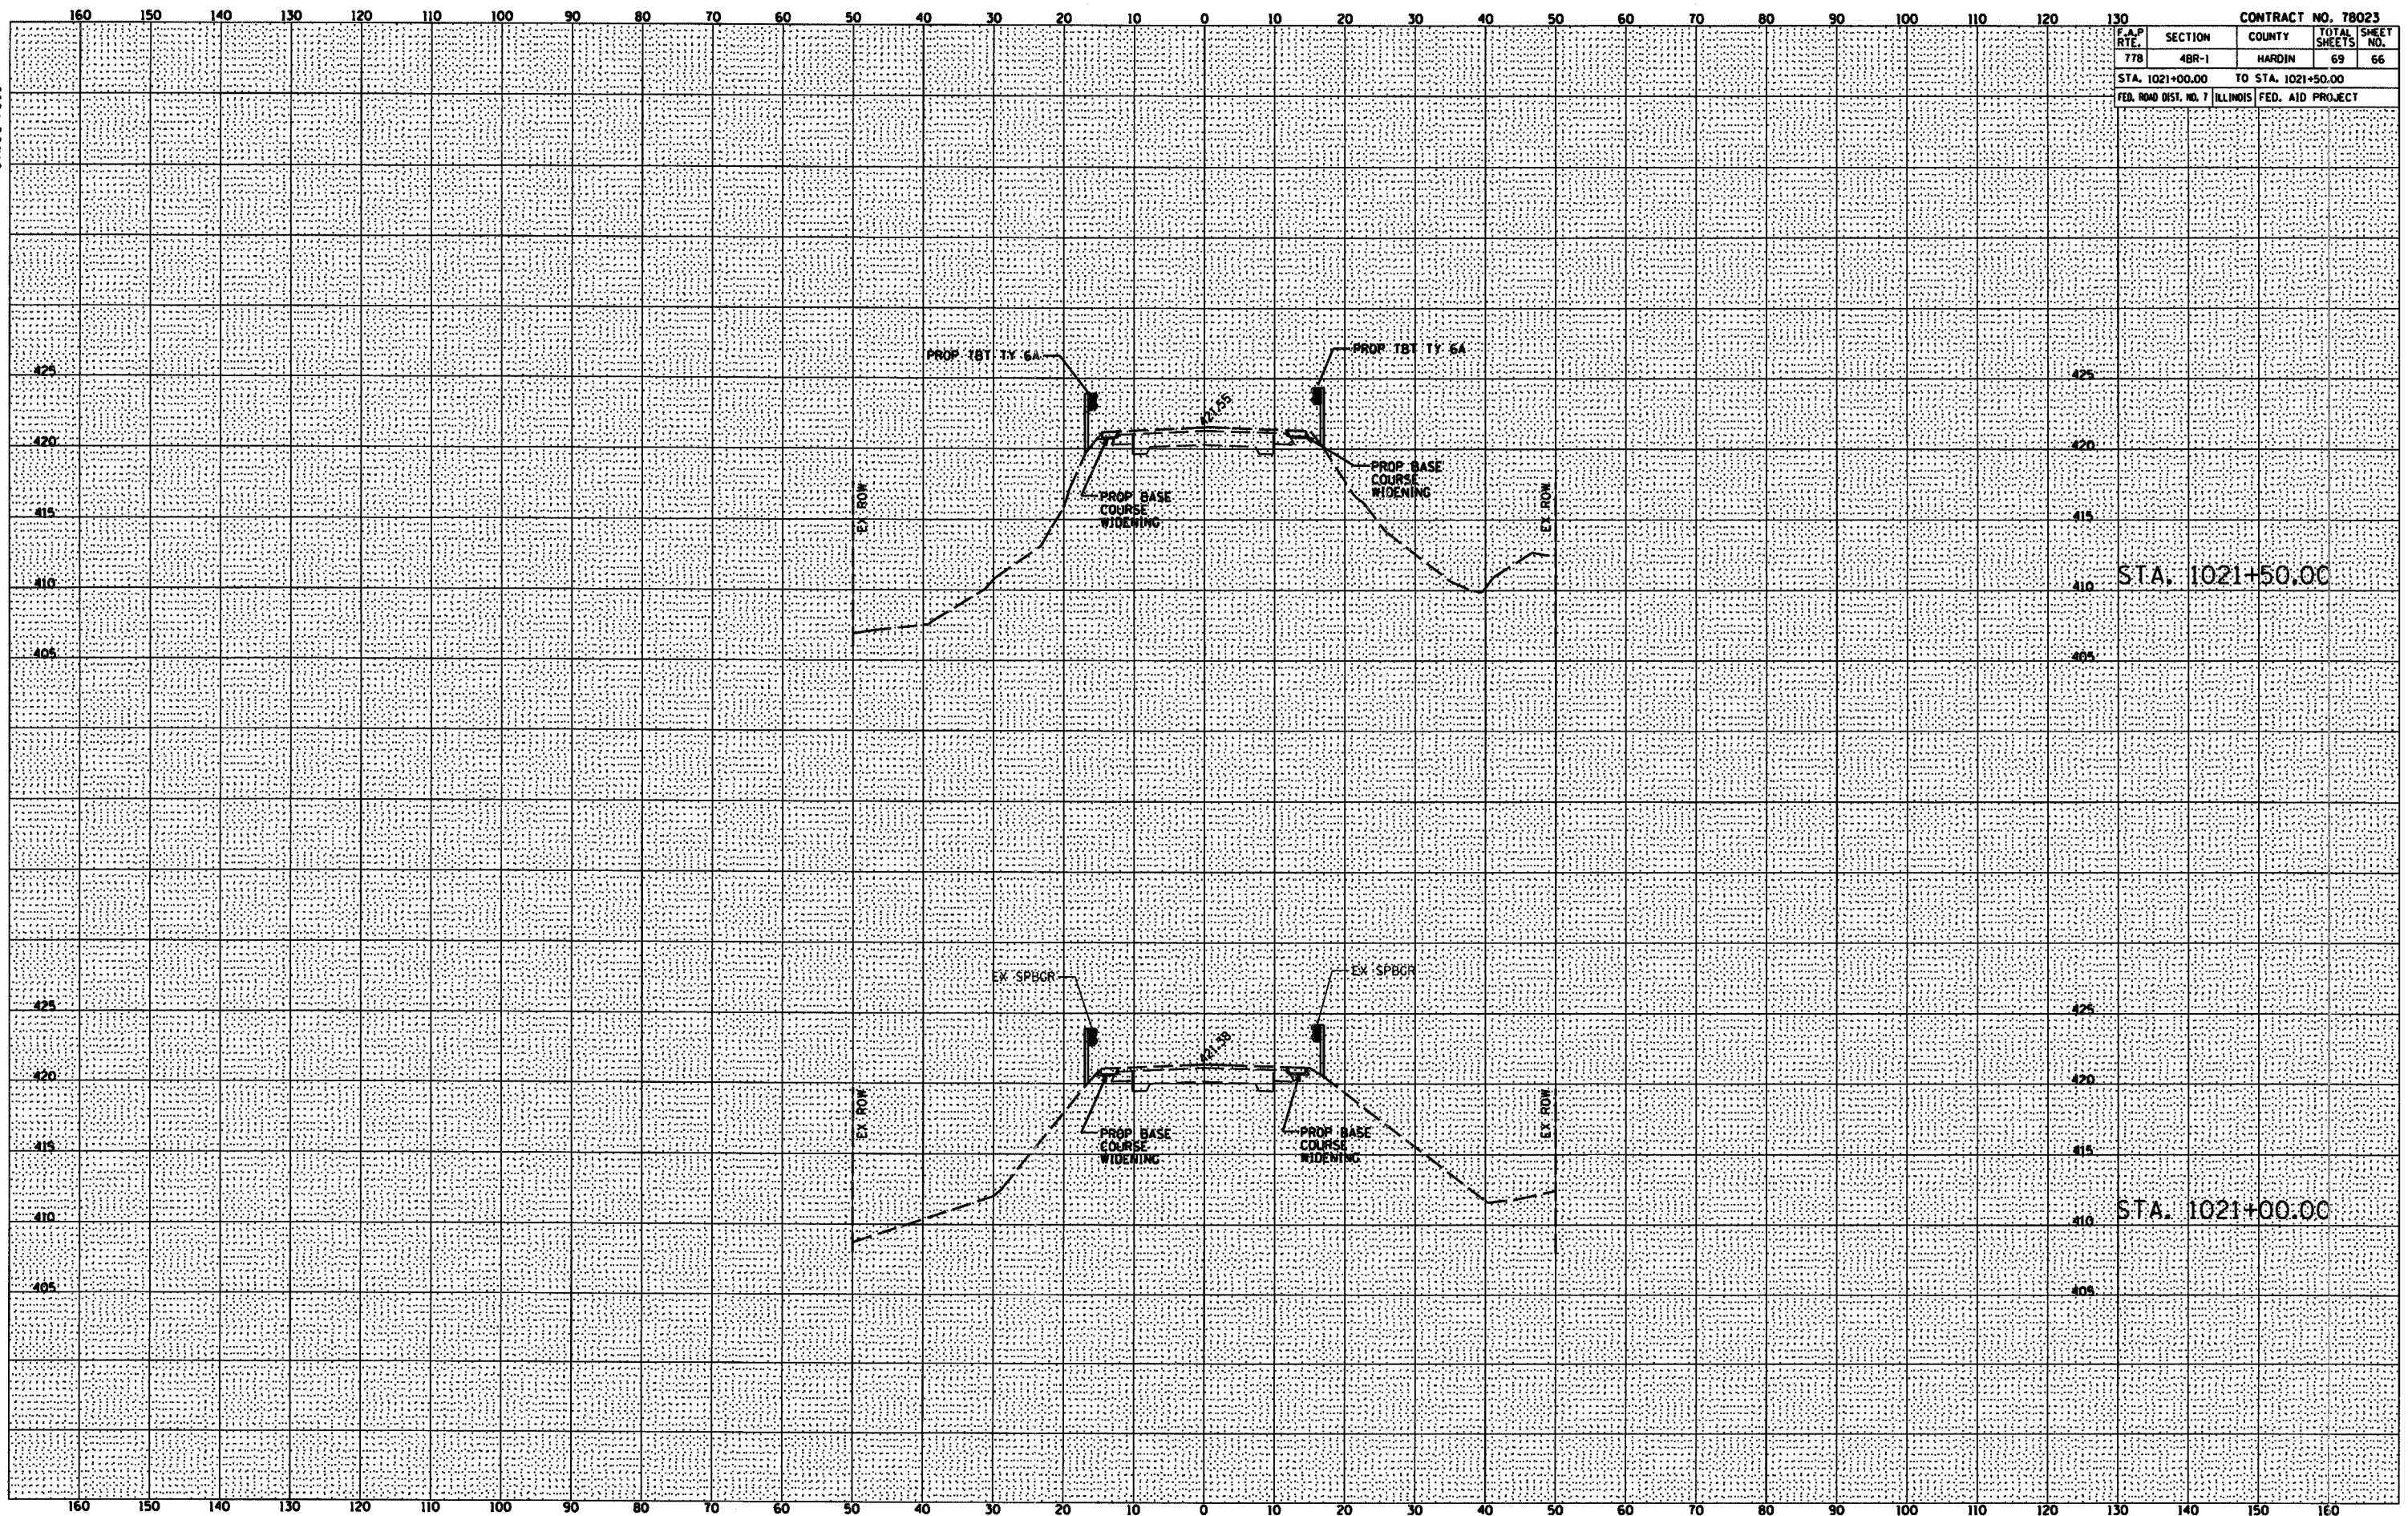 160 150 140 130 120 110 100 90 80 70 60 50 40 30 20 10 0 10 20 30 40 50 60 70 80 90 100 110 120 130
CONTRACT NO. 78023
F.A.P RTE. SECTION COUNTY TOTAL SHEETS SHEET NO.
778 4BR-1 HARDIN 69 66
STA. 1021+00.00 TO STA. 1021+50.00
FED. ROAD DIST. NO. 7 ILLINOIS FED. AID PROJECT
PROP TBT TY 6A
PROP TBT TY 6A
425
425
421.55
420
420
PROP BASE
COURSE
WIDENING
PROP BASE
COURSE
WIDENING
EX ROW
EX ROW
415
415
410
410
STA. 1021+50.00
405
405
EX SPBGR
EX SPBGR
425
425
421.38
420
420
EX ROW
EX ROW
PROP BASE
COURSE
WIDENING
PROP BASE
COURSE
WIDENING
415
415
410
410
STA. 1021+00.00
405
405
160 150 140 130 120 110 100 90 80 70 60 50 40 30 20 10 0 10 20 30 40 50 60 70 80 90 100 110 120 130 140 150 160